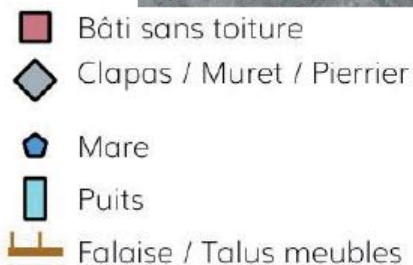 Bâti sans toiture
Clapas / Muret / Pierrier
Mare
Puits
Falaise / Talus meubles